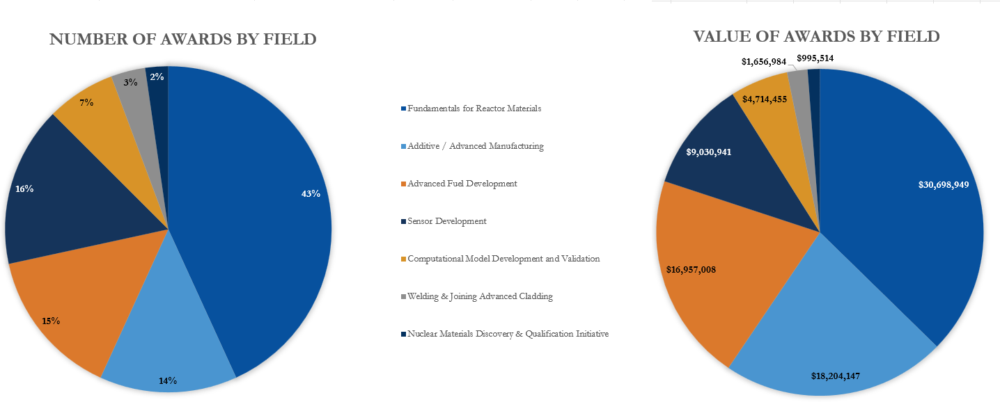 NUMBER OF AWARDS BY FIELD
2%
3%
7%
16%
43%
15%
14%
Fundamentals for Reactor Materials
Additive / Advanced Manufacturing
Advanced Fuel Development
Sensor Development
Computational Model Development and Validation
Welding & Joining Advanced Cladding
Nuclear Materials Discovery & Qualification Initiative
VALUE OF AWARDS BY FIELD
$1,656,984
$995,514
$4,714,455
$9,030,941
$30,698,949
$16,957,008
$18,204,147